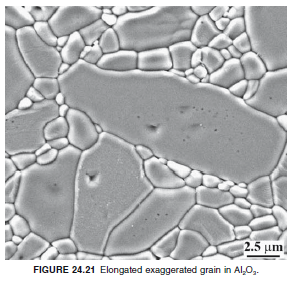 2.5 μm
FIGURE 24.21 Elongated exaggerated grain in Al₂O₃.